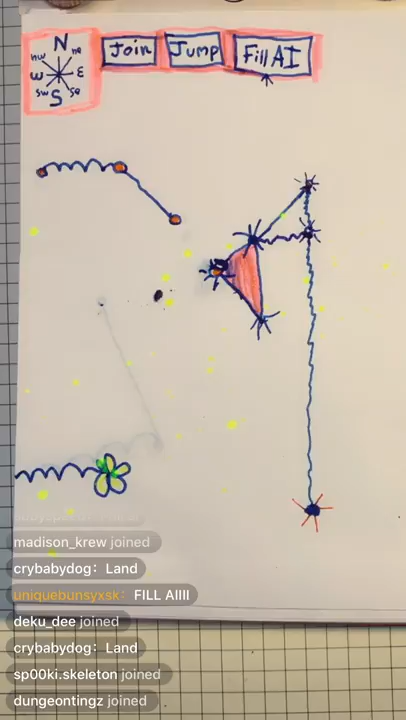 N
nw ne
W E
sw se
S
Join
Jump
Fill AI
madison_krew joined
crybabydog: Land
uniquebunsyxsk: FILL AIIII
deku_dee joined
crybabydog: Land
sp00ki.skeleton joined
dungeontingz joined